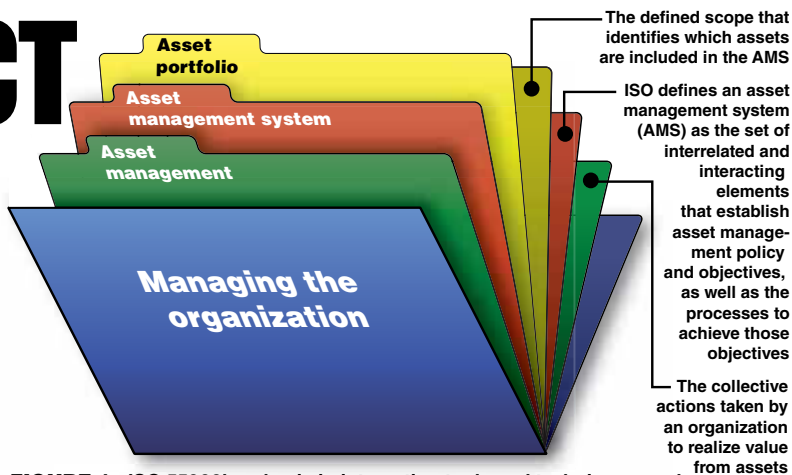 CT
Asset
portfolio
Asset
management system
Asset
management
Managing the
organization
The defined scope that
identifies which assets
are included in the AMS
ISO defines an asset
management system
(AMS) as the set of
interrelated and
interacting
elements
that establish
asset manage-
ment policy
and objectives,
as well as the
processes to
achieve those
objectives
The collective
actions taken by
an organization
to realize value
from assets